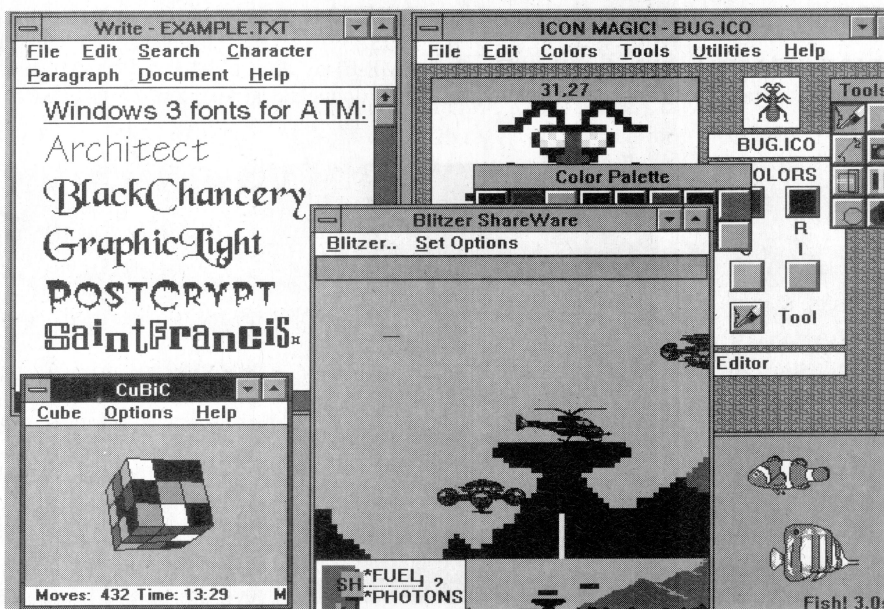 Write - EXAMPLE.TXT
File Edit Search Character
Paragraph Document Help
Windows 3 fonts for ATM:
Architect
BlackChancery
GraphicLight
PostCrypt
SaintFrancis¤
ICON MAGIC! - BUG.ICO
File Edit Colors Tools Utilities Help
31,27
BUG.ICO
Tools
Color Palette
OLORS
R
I
Tool
Editor
Blitzer ShareWare
Blitzer.. Set Options
SH
*FUEL
?
*PHOTONS
CuBiC
Cube Options Help
Moves: 432 Time: 13:29 M
Fish! 3.0